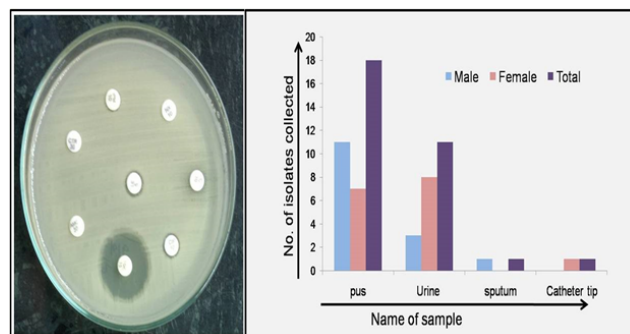 20
18
16
14
12
10
8
6
4
2
0
No. of isolates collected
Male Female Total
pus Urine sputum Catheter tip
Name of sample